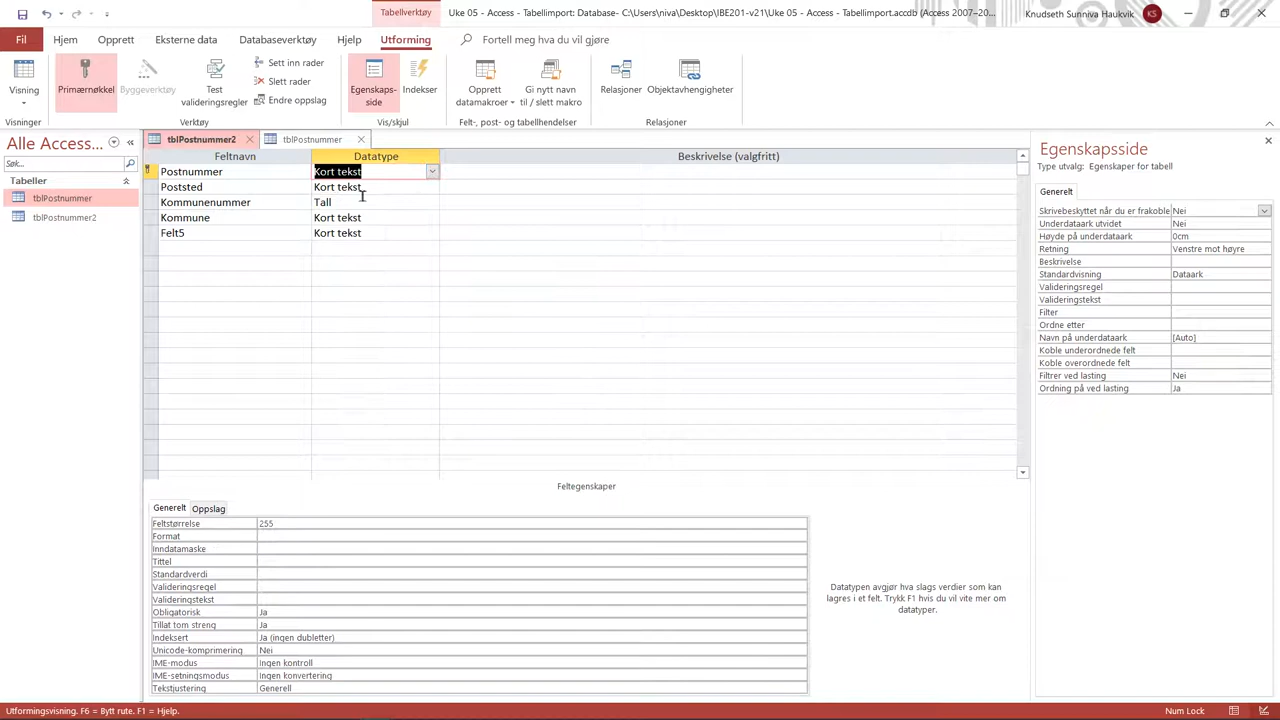 Tabellverktøy
Uke 05 - Access - Tabellimport: Database- C:\Users\niva\Desktop\IBE201-v21\Uke 05 - Access - Tabellimport.accdb (Access 2007–20...
Knudseth Sunniva Haukvik
KS
Fil
Hjem
Opprett
Eksterne data
Databaseverktøy
Hjelp
Utforming
Fortell meg hva du vil gjøre
Visning
Primærnøkkel
Byggeverktøy
Test valideringsregler
Sett inn rader
Slett rader
Endre oppslag
Egenskaps-side
Indekser
Opprett datamakroer
Gi nytt navn til / slett makro
Relasjoner
Objektavhengigheter
Visninger
Verktøy
Vis/skjul
Felt-, post- og tabellhendelser
Relasjoner
Alle Access...
Søk...
Tabeller
tblPostnummer
tblPostnummer2
tblPostnummer2
tblPostnummer
Feltnavn Datatype Beskrivelse (valgfritt)
Postnummer Kort tekst
Poststed Kort tekst
Kommunenummer Tall
Kommune Kort tekst
Felt5 Kort tekst
Feltegenskaper
Generelt Oppslag
Feltstørrelse 255
Format
Inndatamaske
Tittel
Standardverdi
Valideringsregel
Valideringstekst
Obligatorisk Ja
Tillat tom streng Ja
Indeksert Ja (ingen dubletter)
Unicode-komprimering Nei
IME-modus Ingen kontroll
IME-setningsmodus Ingen konvertering
Tekstjustering Generell
Datatypen avgjør hva slags verdier som kan
lagres i et felt. Trykk F1 hvis du vil vite mer om
datatyper.
Egenskapsside
Type utvalg: Egenskaper for tabell
Generelt
Skrivebeskyttet når du er frakoble Nei
Underdataark utvidet Nei
Høyde på underdataark 0cm
Retning Venstre mot høyre
Beskrivelse
Standardvisning Dataark
Valideringsregel
Valideringstekst
Filter
Ordne etter
Navn på underdataark [Auto]
Koble underordnede felt
Koble overordnede felt
Filtrer ved lasting Nei
Ordning på ved lasting Ja
Utformingsvisning. F6 = Bytt rute. F1 = Hjelp.
Num Lock